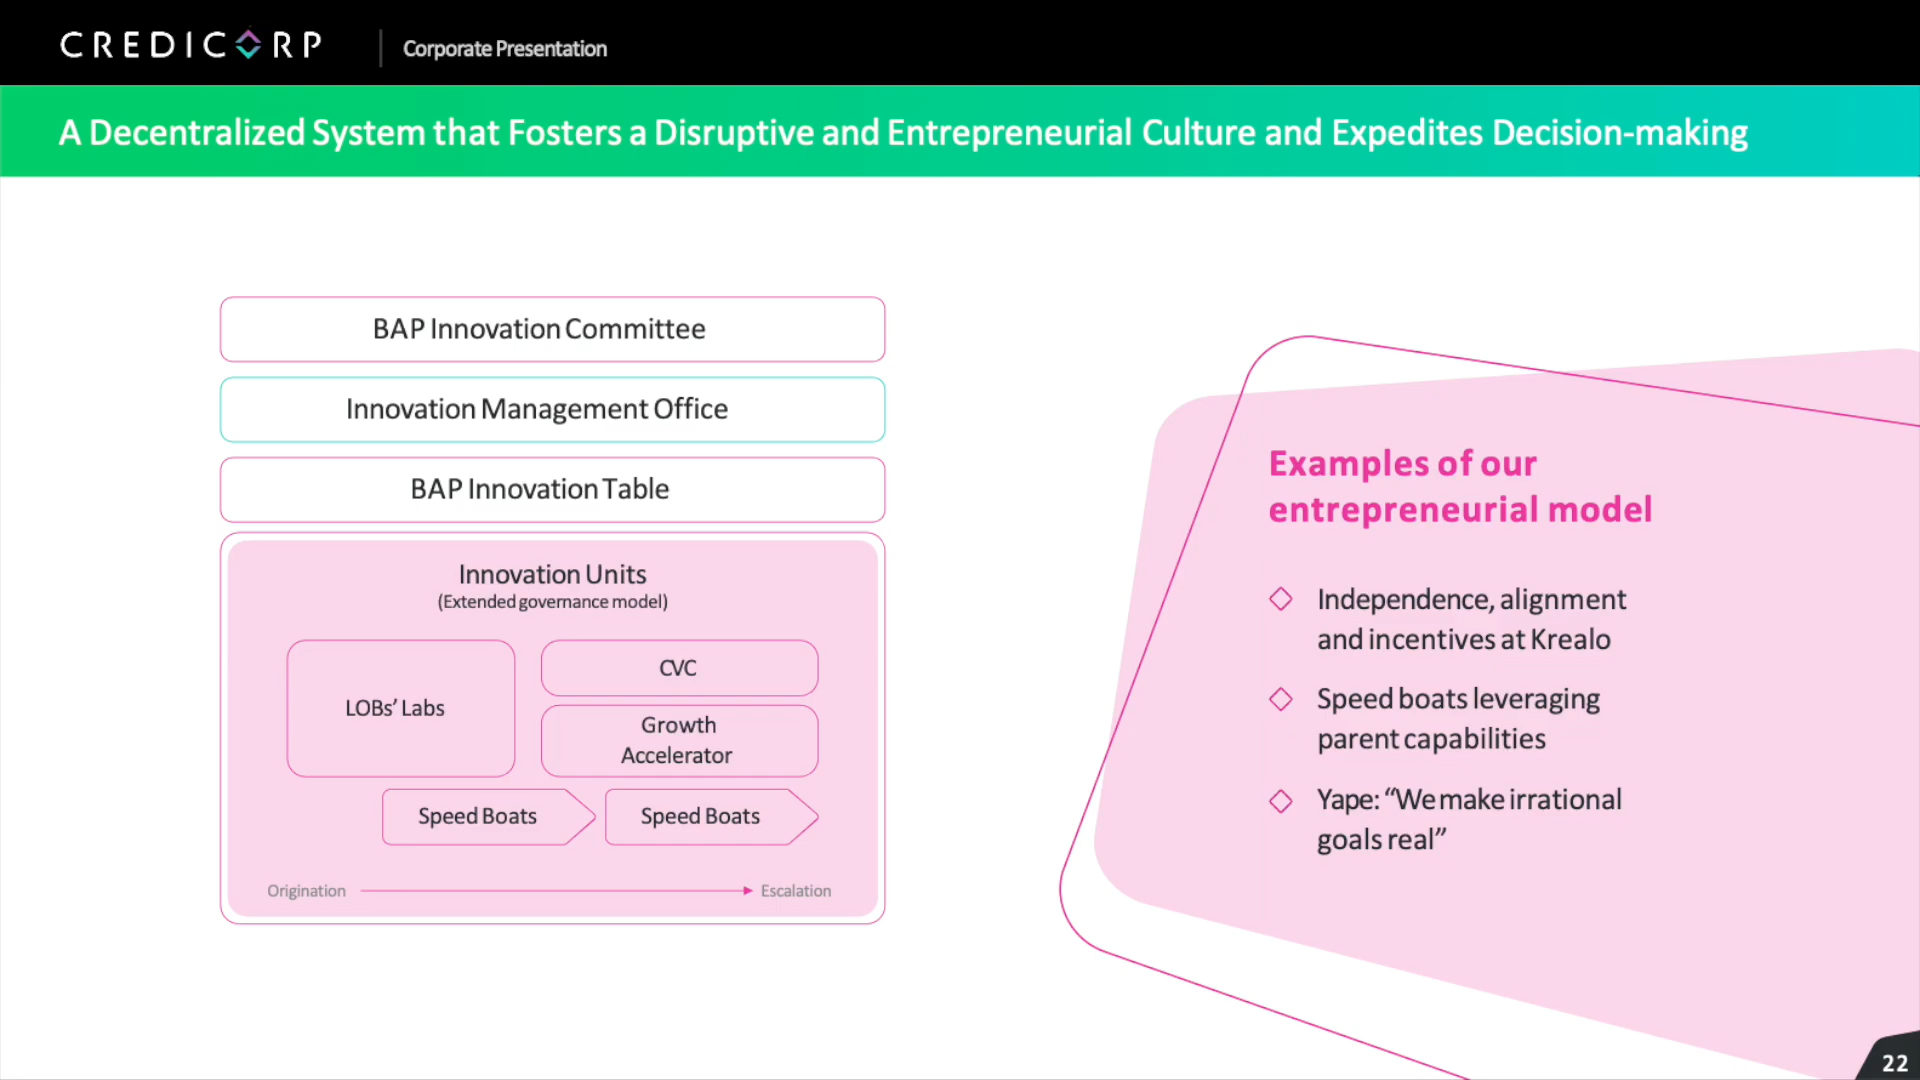 CREDICORP
Corporate Presentation
A Decentralized System that Fosters a Disruptive and Entrepreneurial Culture and Expedites Decision-making
BAP Innovation Committee
Innovation Management Office
BAP Innovation Table
Innovation Units
(Extended governance model)
LOBs’ Labs
CVC
Growth
Accelerator
Speed Boats
Speed Boats
Origination
Escalation
Examples of our
entrepreneurial model
Independence, alignment
and incentives at Krealo
Speed boats leveraging
parent capabilities
Yape: “We make irrational
goals real”
22